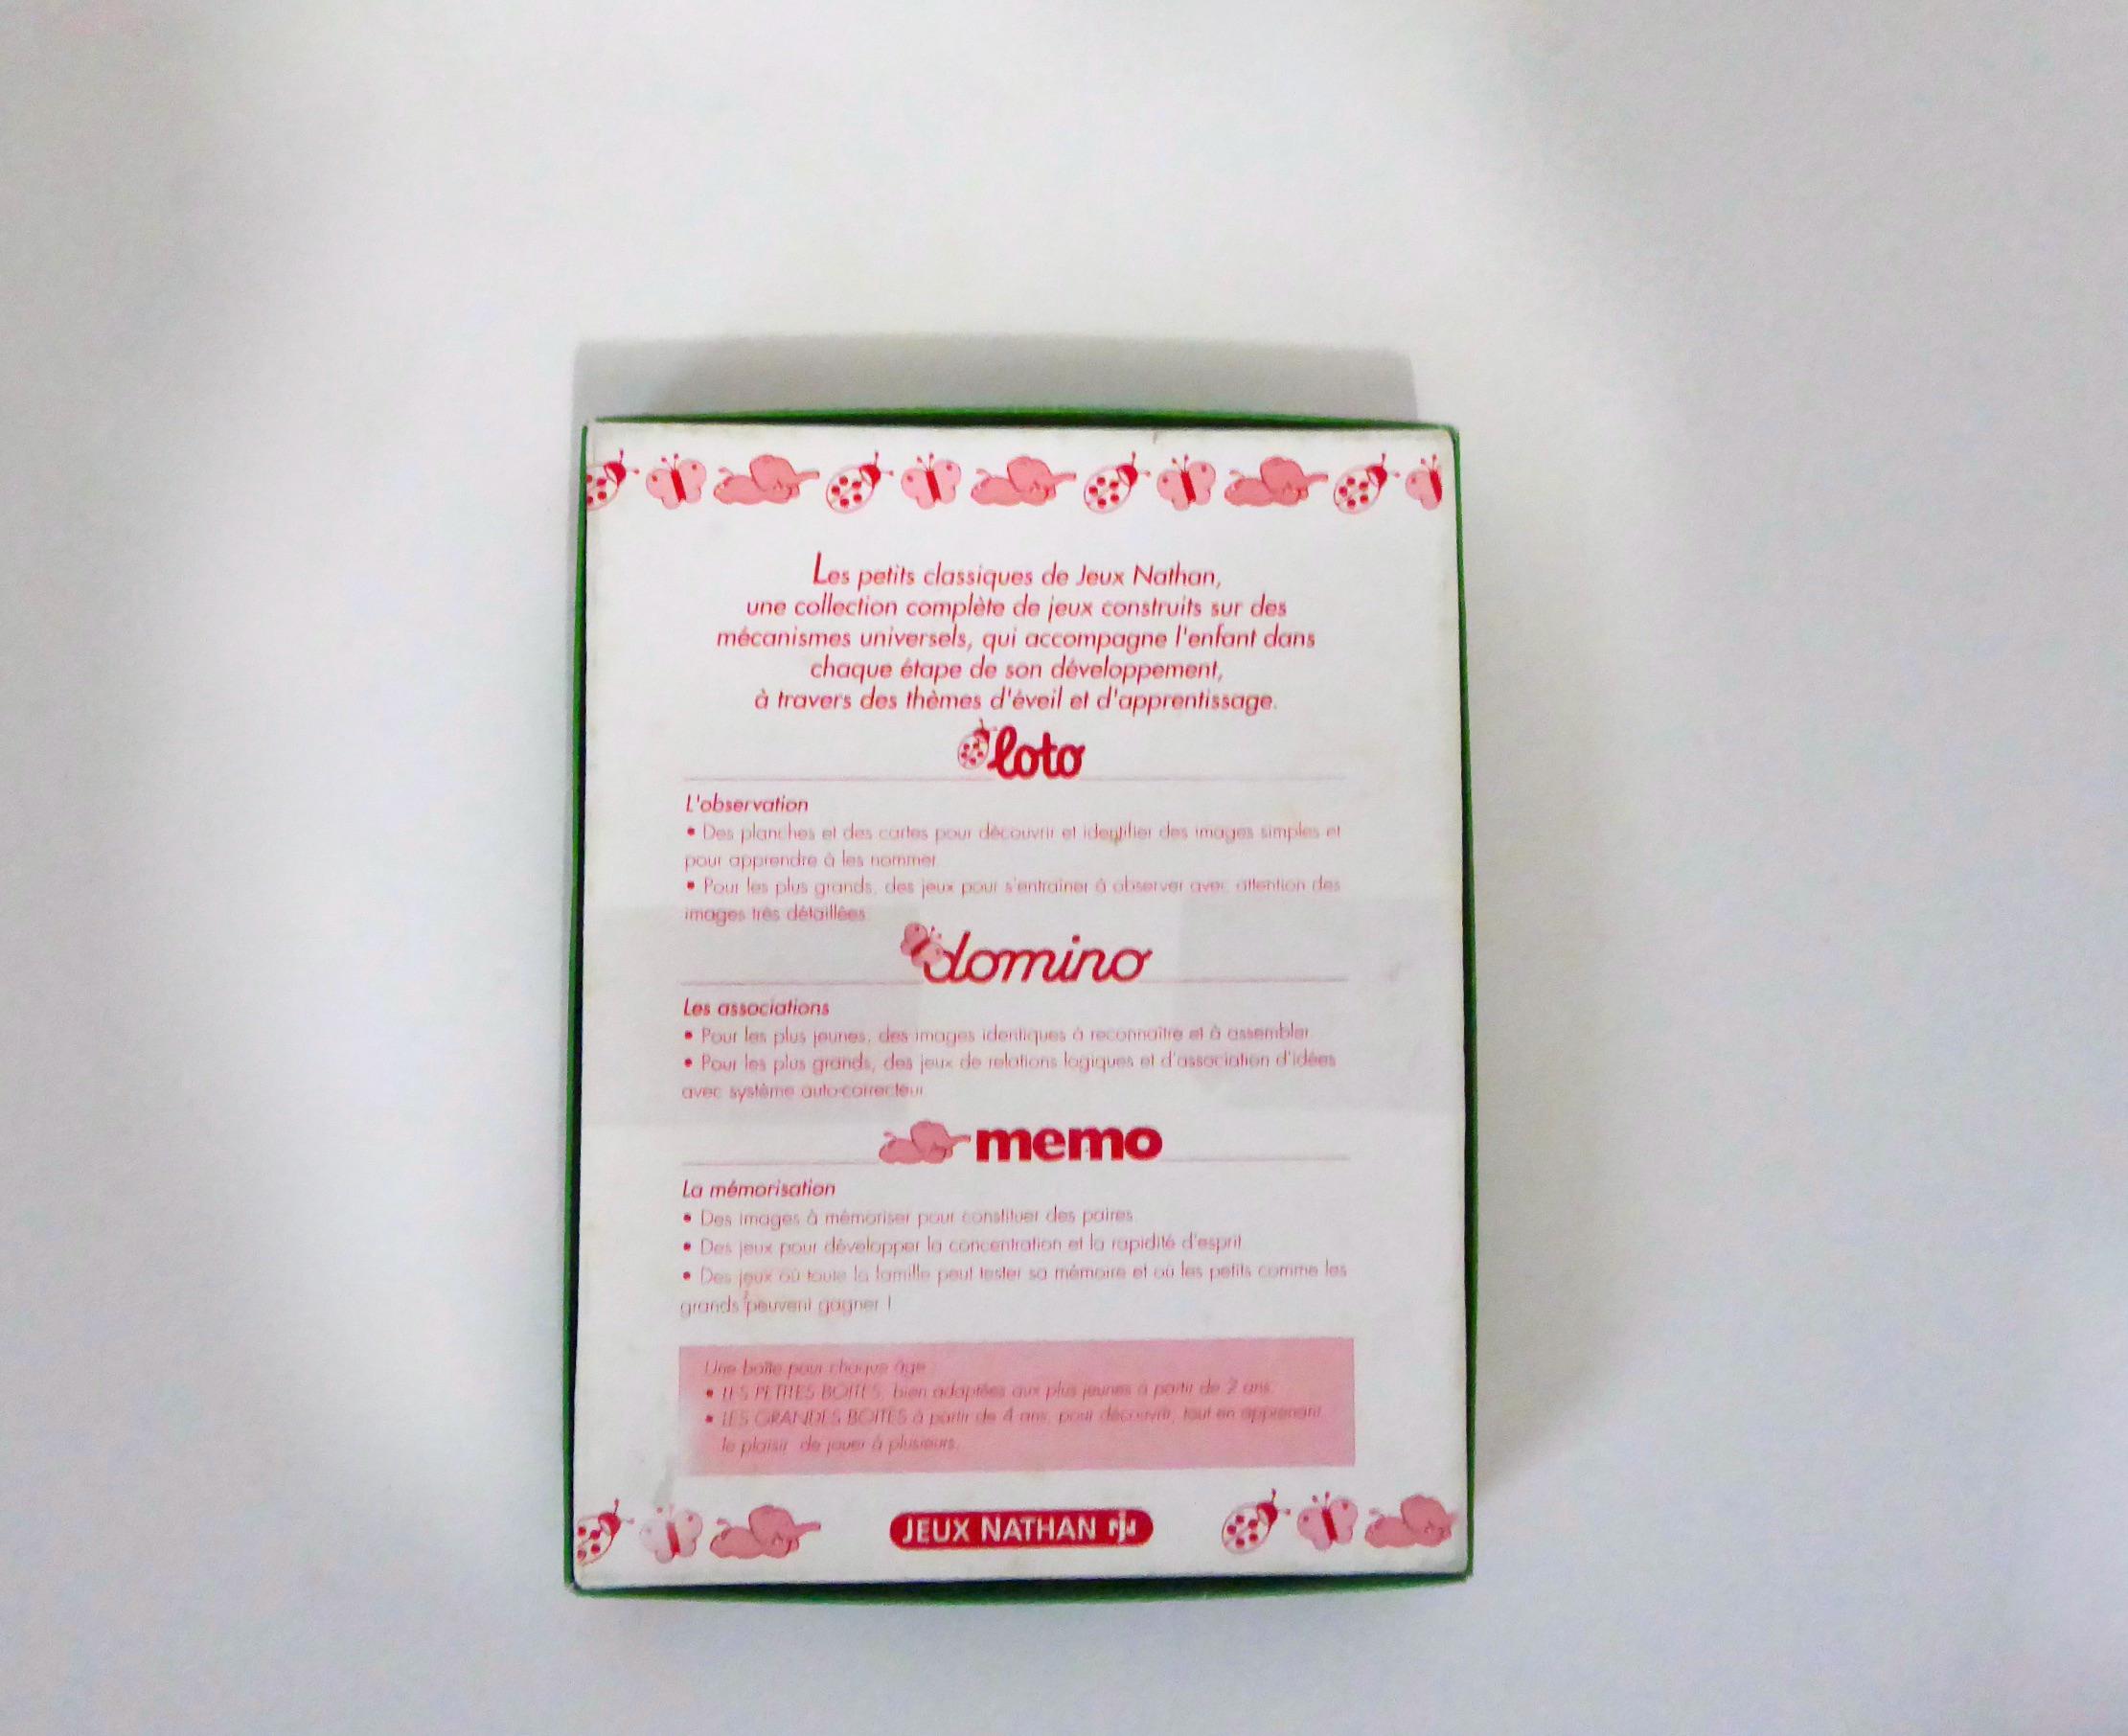 Les petits classiques de Jeux Nathan,
une collection complète de jeux construits sur des
mécanismes universels, qui accompagne l'enfant dans
chaque étape de son développement,
à travers des thèmes d'éveil et d'apprentissage.
loto
L'observation
• Des planches et des cartes pour découvrir et identifier des images simples et
pour apprendre à les nommer
• Pour les plus grands, des jeux pour s'entraîner à observer avec attention des
images très détaillées.
domino
Les associations
• Pour les plus jeunes, des images identiques à reconnaître et à assembler
• Pour les plus grands, des jeux de relations logiques et d'association d'idées
avec système auto-correcteur
memo
La mémorisation
• Des images à mémoriser pour constituer des paires
• Des jeux pour développer la concentration et la rapidité d'esprit
• Des jeux où toute la famille peut tester sa mémoire et où les petits comme les
grands peuvent gagner !
Une boîte pour chaque âge
• LES PETITES BOITES, bien adaptées aux plus jeunes à partir de 2 ans.
• LES GRANDES BOITES à partir de 4 ans, pour découvrir, tout en apprenant
le plaisir de jouer à plusieurs.
JEUX NATHAN